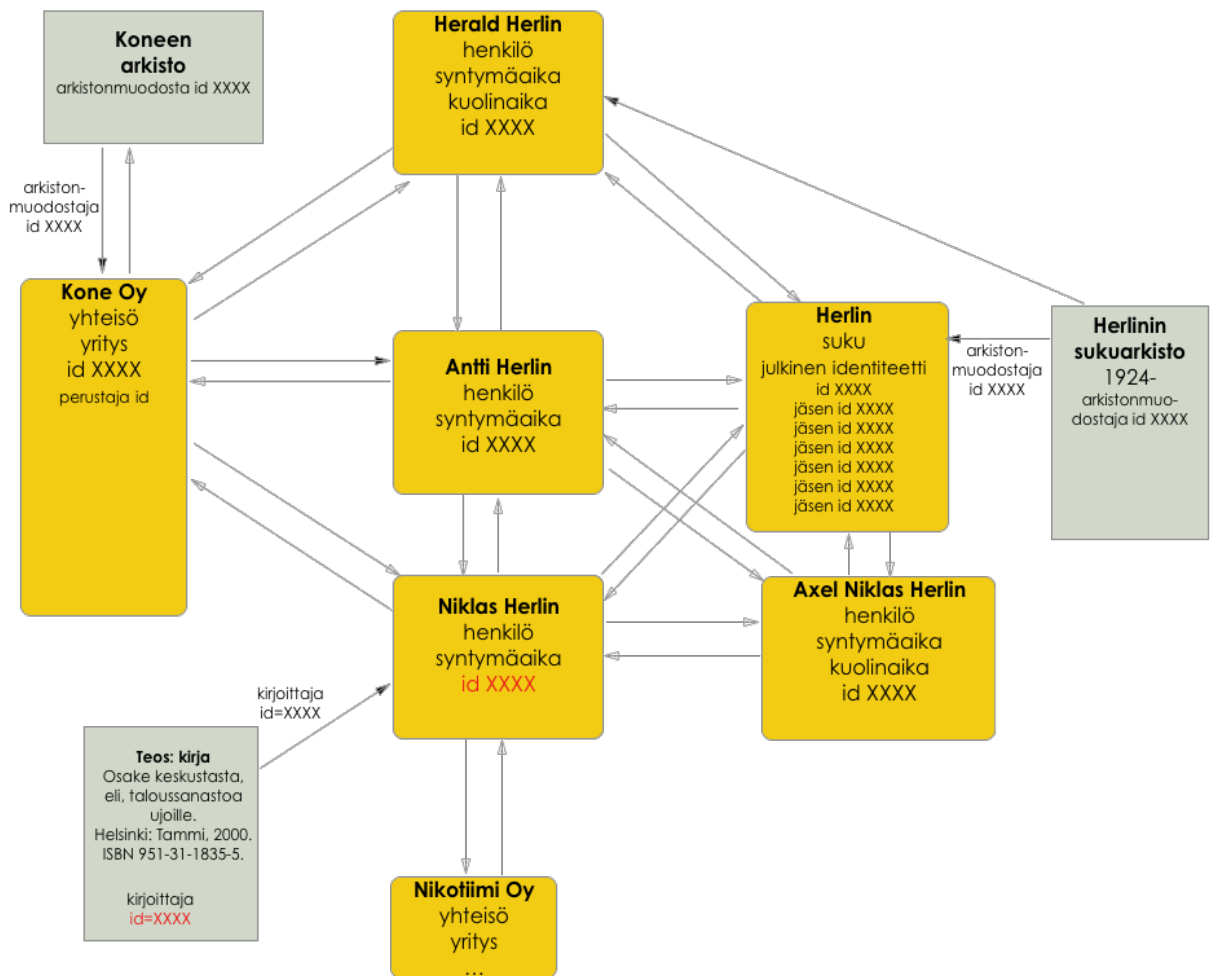 Koneen
arkisto
arkistonmuodosta id XXXX
Herald Herlin
henkilö
syntymäaika
kuolinaika
id XXXX
arkiston-
muodostaja
id XXXX
Kone Oy
yhteisö
yritys
id XXXX
perustaja id
Antti Herlin
henkilö
syntymäaika
id XXXX
Herlin
suku
julkinen identiteetti
id XXXX
jäsen id XXXX
jäsen id XXXX
jäsen id XXXX
jäsen id XXXX
jäsen id XXXX
jäsen id XXXX
arkiston-
muodostaja
id XXXX
Herlinin
sukuarkisto
1924-
arkistonmuo-
dostaja id XXXX
Niklas Herlin
henkilö
syntymäaika
id XXXX
Axel Niklas Herlin
henkilö
syntymäaika
kuolinaika
id XXXX
kirjoittaja
id=XXXX
Teos: kirja
Osake keskustasta,
eli, taloussanastoa
ujoille.
Helsinki: Tammi, 2000.
ISBN 951-31-1835-5.
kirjoittaja
id=XXXX
Nikotiimi Oy
yhteisö
yritys
...